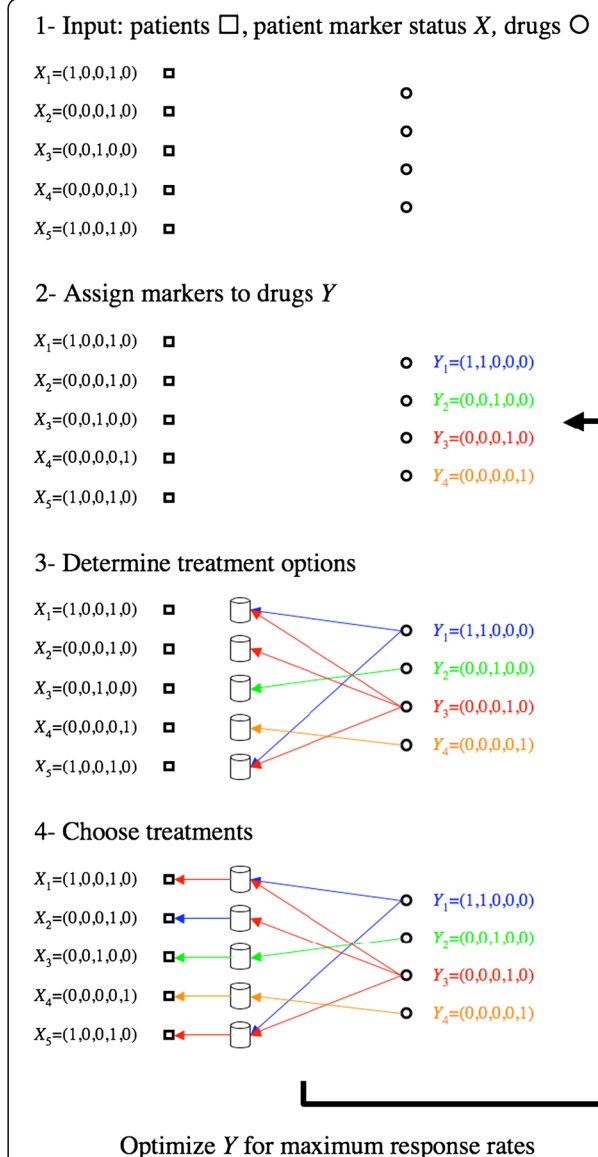 1- Input: patients □, patient marker status X, drugs ○
X₁=(1,0,0,1,0)
X₂=(0,0,0,1,0)
X₃=(0,0,1,0,0)
X₄=(0,0,0,0,1)
X₅=(1,0,0,1,0)
2- Assign markers to drugs Y
X₁=(1,0,0,1,0)
Y₁=(1,1,0,0,0)
X₂=(0,0,0,1,0)
Y₂=(0,0,1,0,0)
X₃=(0,0,1,0,0)
Y₃=(0,0,0,1,0)
X₄=(0,0,0,0,1)
Y₄=(0,0,0,0,1)
X₅=(1,0,0,1,0)
3- Determine treatment options
X₁=(1,0,0,1,0)
Y₁=(1,1,0,0,0)
X₂=(0,0,0,1,0)
Y₂=(0,0,1,0,0)
X₃=(0,0,1,0,0)
Y₃=(0,0,0,1,0)
X₄=(0,0,0,0,1)
Y₄=(0,0,0,0,1)
X₅=(1,0,0,1,0)
4- Choose treatments
X₁=(1,0,0,1,0)
Y₁=(1,1,0,0,0)
X₂=(0,0,0,1,0)
Y₂=(0,0,1,0,0)
X₃=(0,0,1,0,0)
Y₃=(0,0,0,1,0)
X₄=(0,0,0,0,1)
Y₄=(0,0,0,0,1)
X₅=(1,0,0,1,0)
Optimize Y for maximum response rates